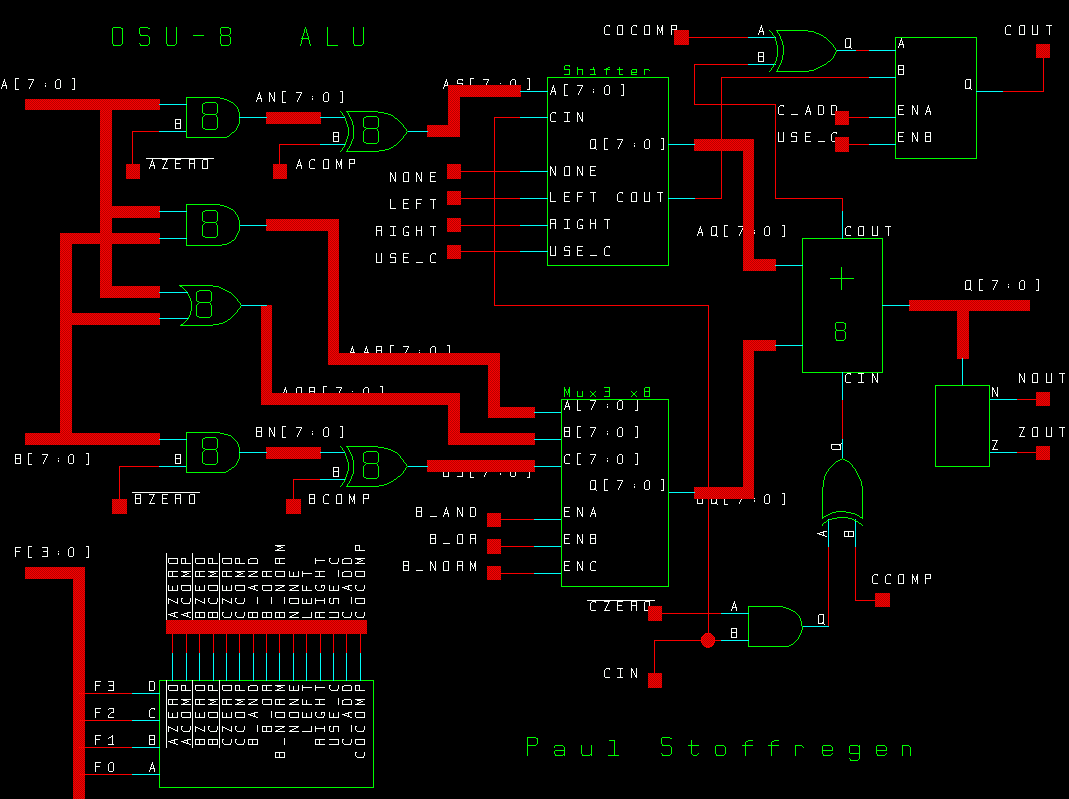 OSU-8 ALU
COCOMP
A
B
Q
A
B
Q
ENA
ENB
COUT
C_ADD
USE_C
A[7:0]
B
8
AZERO
AN[7:0]
B
8
ACOMP
AS[7:0]
Shifter
A[7:0]
CIN
Q[7:0]
NONE
LEFT COUT
RIGHT
USE_C
NONE
LEFT
RIGHT
USE_C
8
8
AQ[7:0]
COUT
+
8
CIN
Q[7:0]
N
Z
NOUT
ZOUT
AAB[7:0]
AOB[7:0]
Mux3 x8
A[7:0]
B[7:0]
C[7:0]
Q[7:0]
ENA
ENB
ENC
B_AND
B_OR
B_NORM
B[7:0]
B
8
BZERO
BN[7:0]
B
8
BCOMP
Q
A
B
CCOMP
CZERO
A
B
Q
CIN
F[3:0]
AZERO
ACOMP
BZERO
BCOMP
CZERO
CCOMP
B_AND
B_OR
B_NORM
NONE
LEFT
RIGHT
USE_C
C_ADD
COCOMP
F3 D
F2 C
F1 B
F0 A
AZERO
ACOMP
BZERO
BCOMP
CZERO
CCOMP
B_AND
B_OR
B_NORM
NONE
LEFT
RIGHT
USE_C
C_ADD
COCOMP
Paul Stoffregen